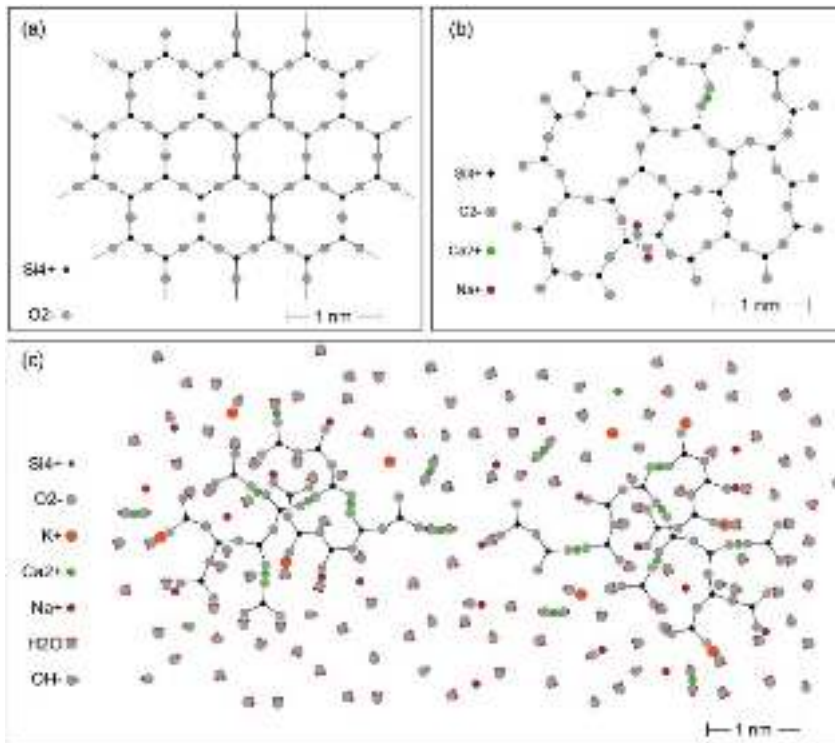 (a)
Si4+
O2-
1 nm
(b)
Si4+
O2-
Ca2+
Na+
1 nm
(c)
Si4+
O2-
K+
Ca2+
Na+
H2O
OH-
1 nm